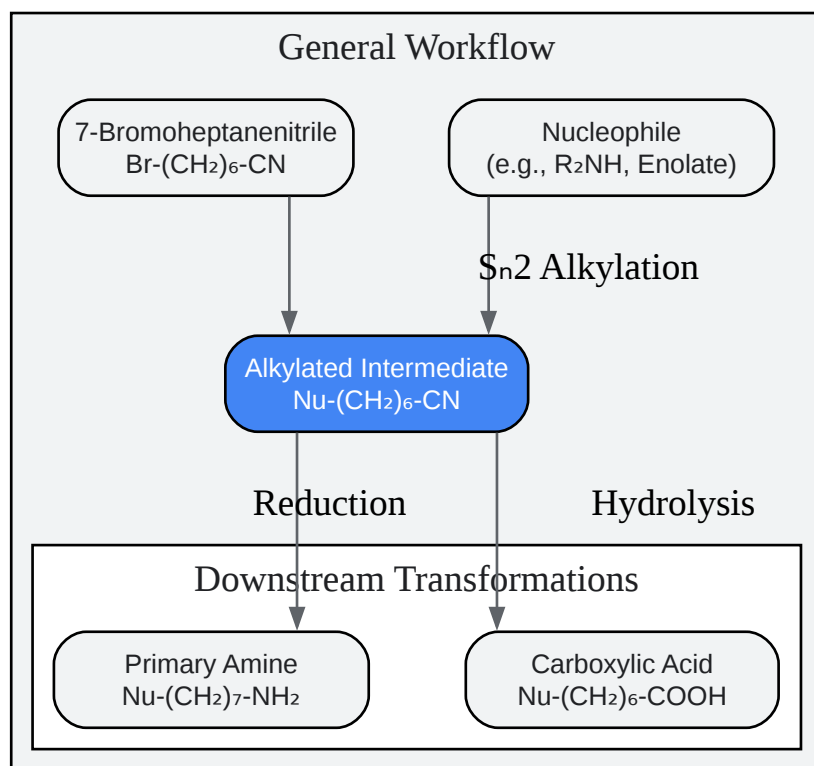 General Workflow
7-Bromoheptanenitrile
Br-(CH₂)₆-CN
Nucleophile
(e.g., R₂NH, Enolate)
Sₙ2 Alkylation
Alkylated Intermediate
Nu-(CH₂)₆-CN
Reduction
Hydrolysis
Downstream Transformations
Primary Amine
Nu-(CH₂)₇-NH₂
Carboxylic Acid
Nu-(CH₂)₆-COOH